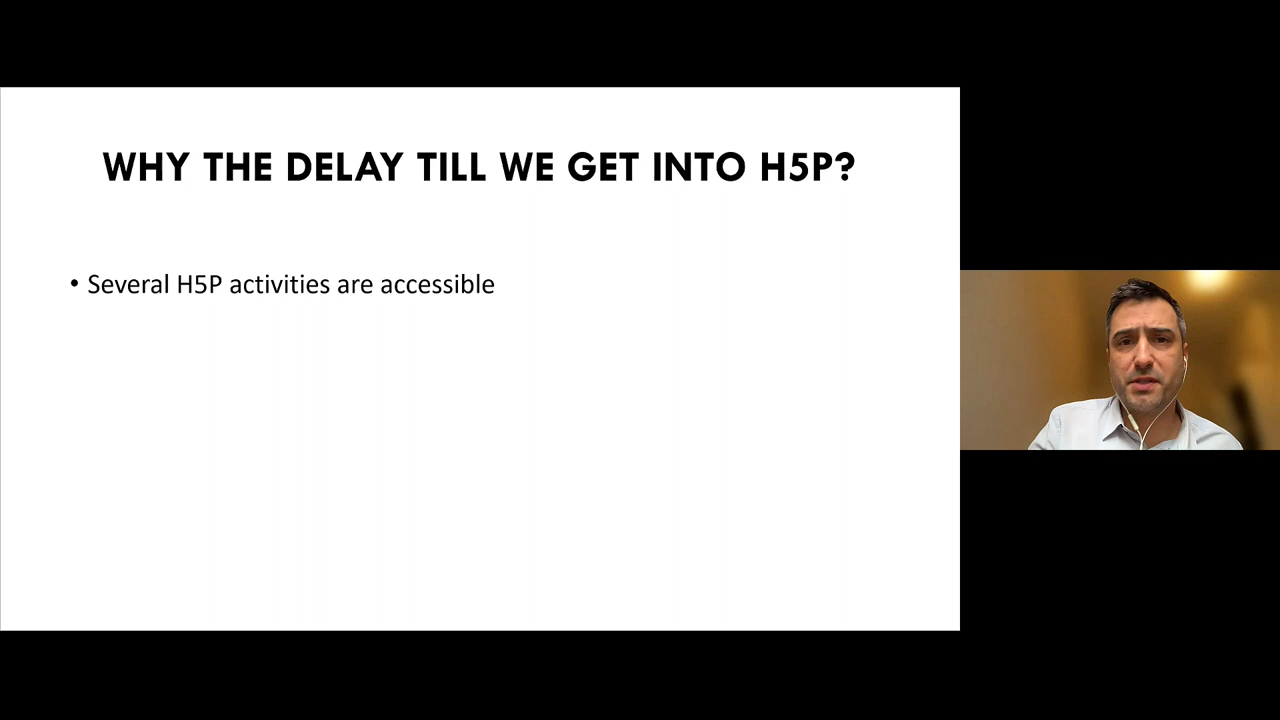 WHY THE DELAY TILL WE GET INTO H5P?
• Several H5P activities are accessible